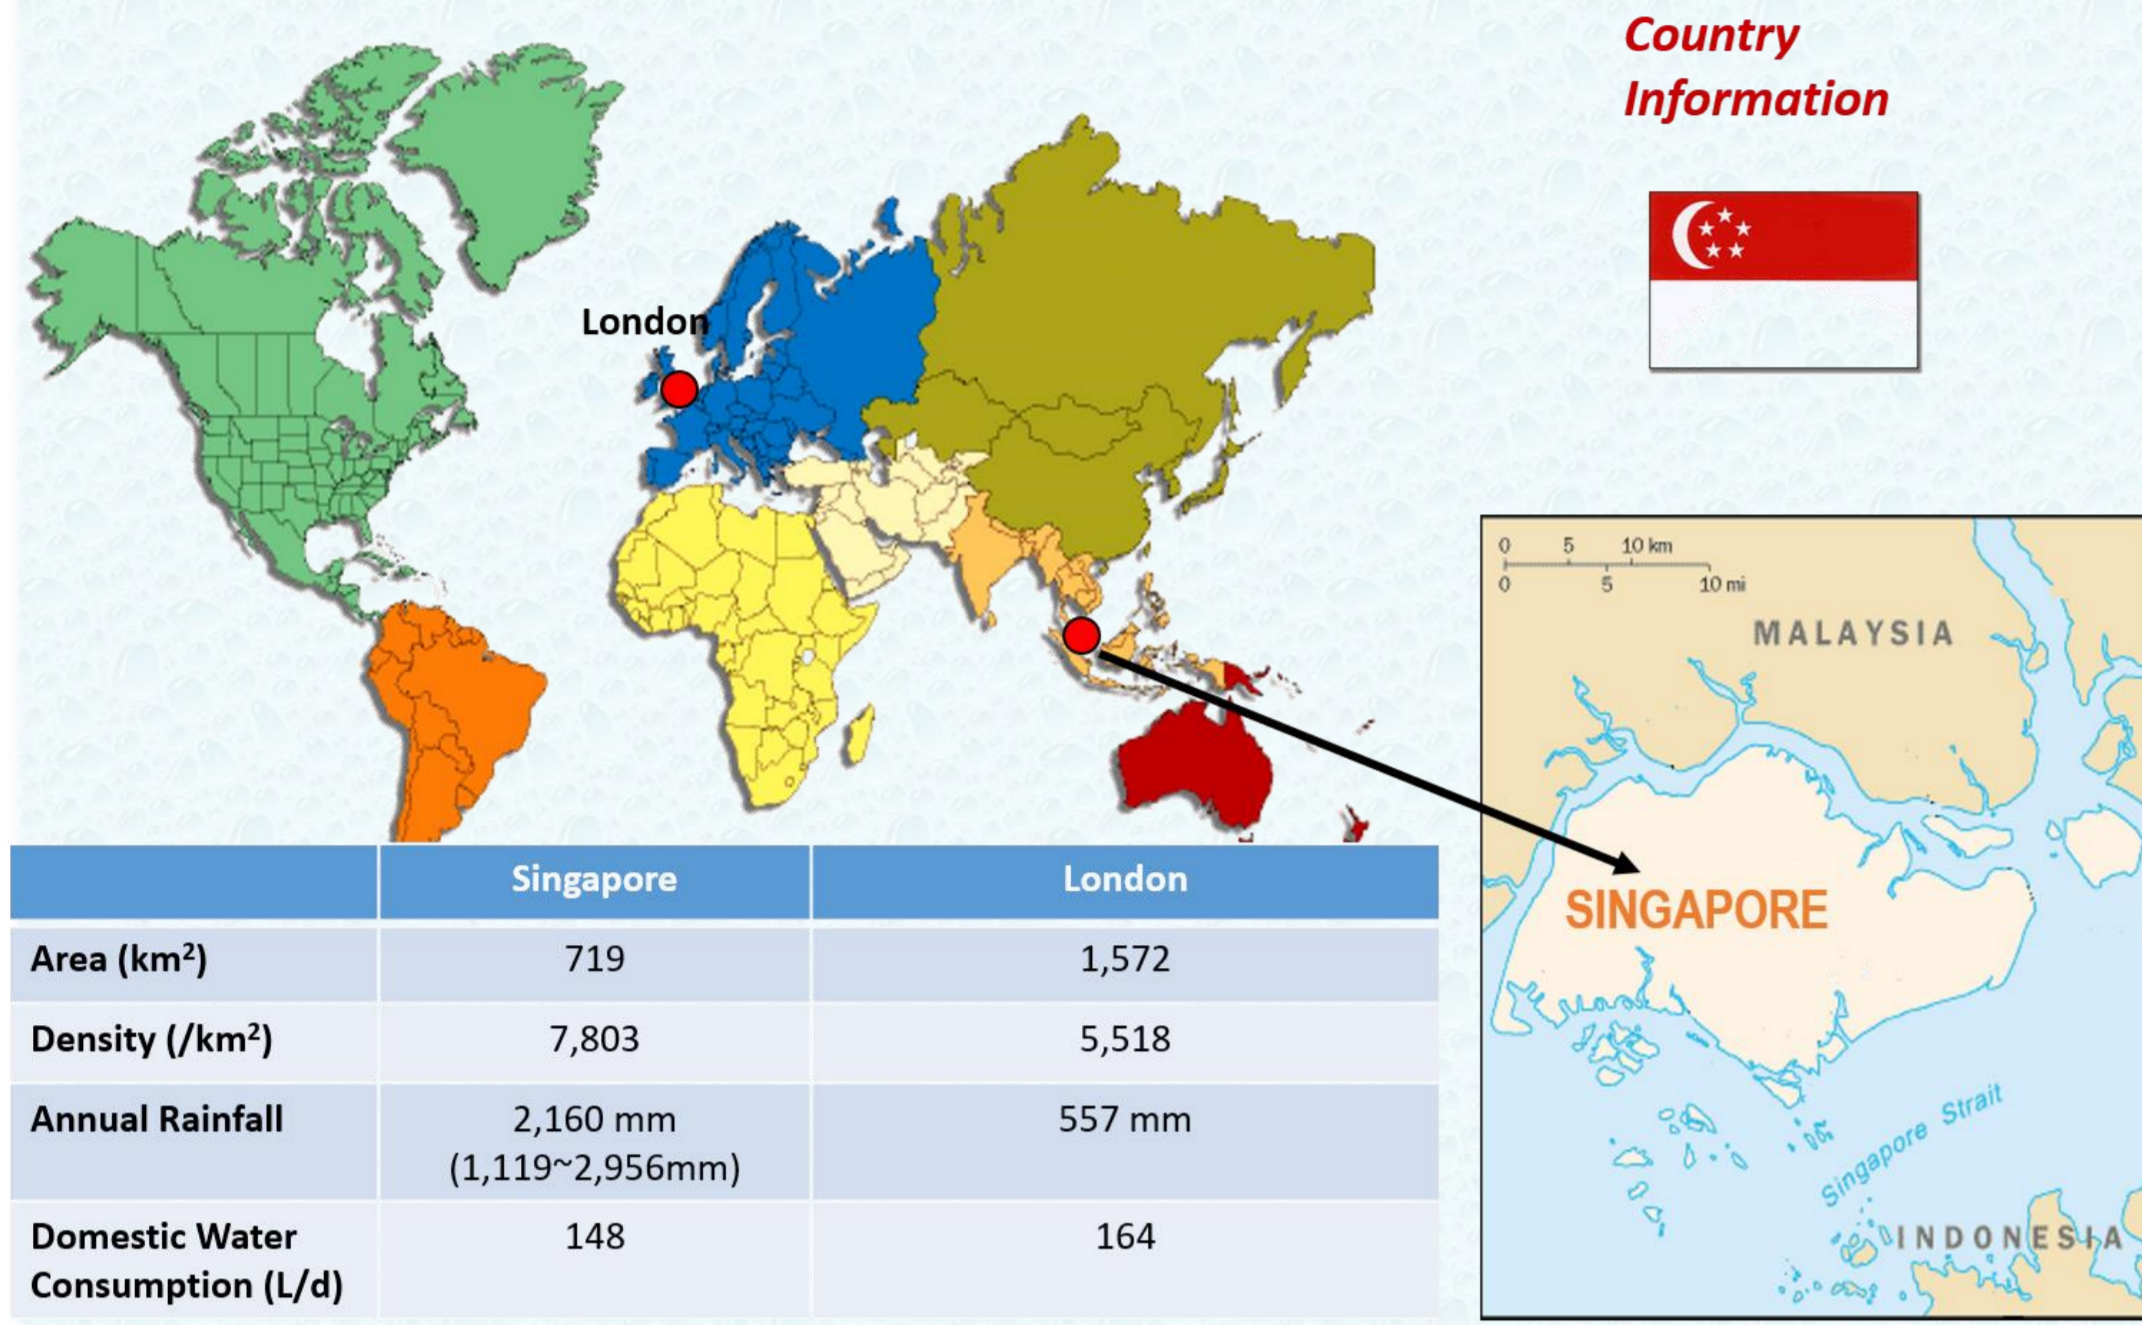 Country
Information
London
0 5 10 km
0 5 10 mi
MALAYSIA
SINGAPORE
Singapore Strait
INDONESIA
Singapore London
Area (km²) 719 1,572
Density (/km²) 7,803 5,518
Annual Rainfall 2,160 mm 557 mm
(1,119~2,956mm)
Domestic Water 148 164
Consumption (L/d)